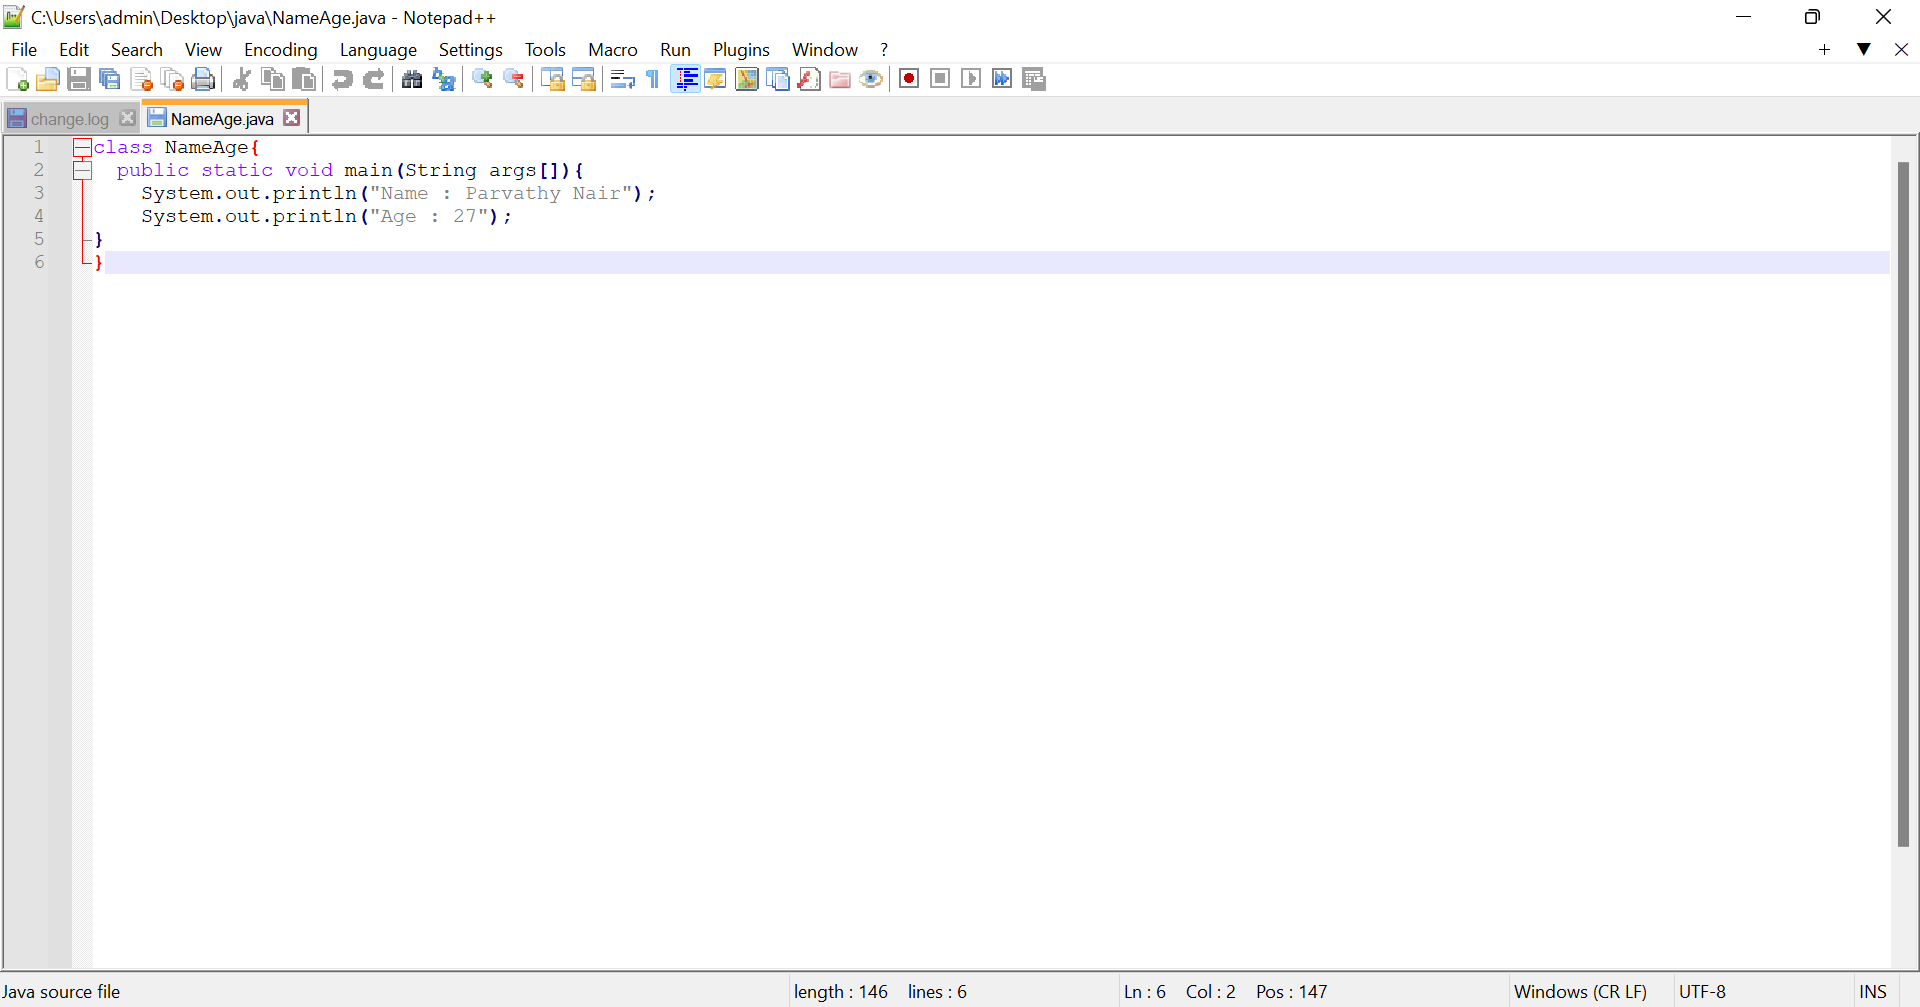 C:\Users\admin\Desktop\java\NameAge.java - Notepad++
File Edit Search View Encoding Language Settings Tools Macro Run Plugins Window ?
change.log NameAge.java
1 class NameAge{
2   public static void main(String args[]){
3     System.out.println("Name : Parvathy Nair");
4     System.out.println("Age : 27");
5 }
6 }
Java source file length : 146 lines : 6 Ln : 6 Col : 2 Pos : 147 Windows (CR LF) UTF-8 INS